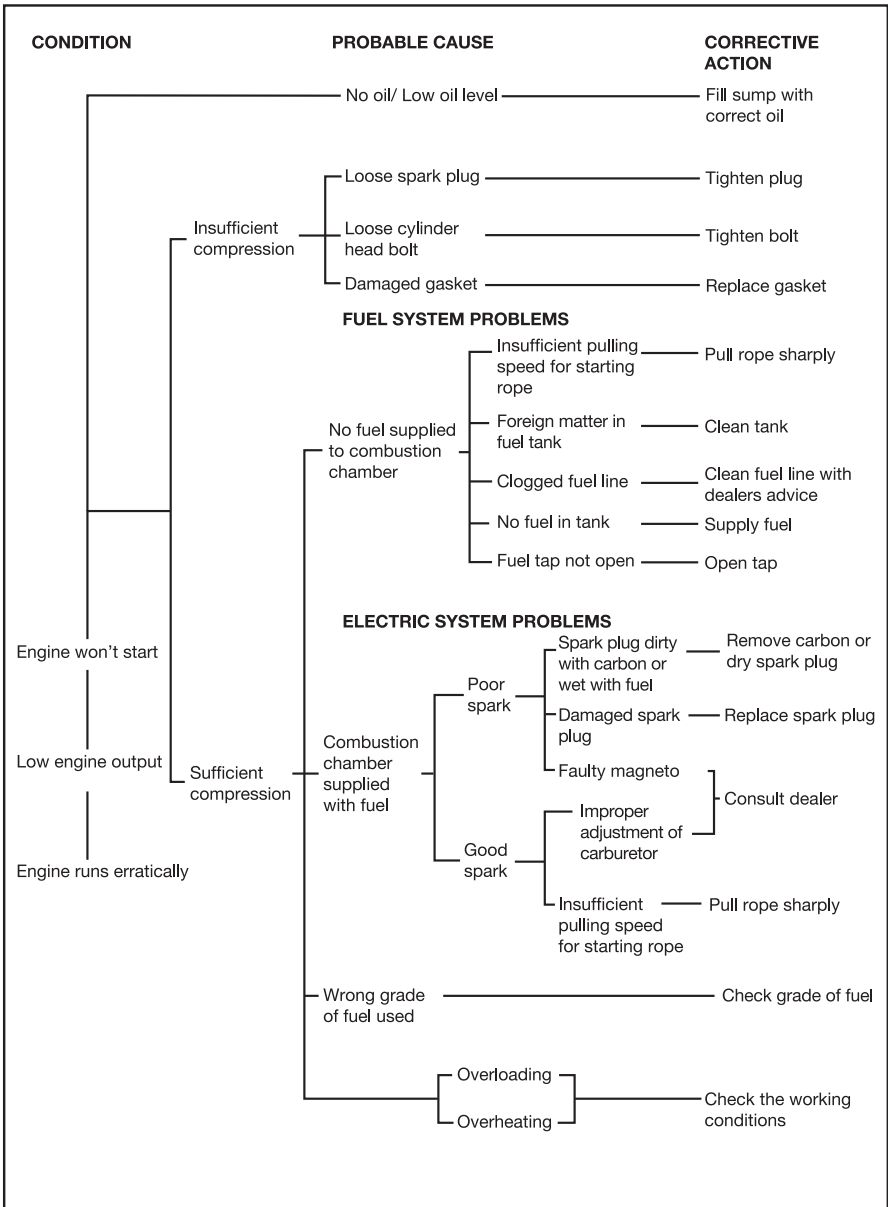 CONDITION
PROBABLE CAUSE
CORRECTIVE
ACTION
No oil/ Low oil level
Fill sump with
correct oil
Insufficient
compression
Loose spark plug
Tighten plug
Loose cylinder
head bolt
Tighten bolt
Damaged gasket
Replace gasket
FUEL SYSTEM PROBLEMS
No fuel supplied
to combustion
chamber
Insufficient pulling
speed for starting
rope
Pull rope sharply
Foreign matter in
fuel tank
Clean tank
Clogged fuel line
Clean fuel line with
dealers advice
No fuel in tank
Supply fuel
Fuel tap not open
Open tap
ELECTRIC SYSTEM PROBLEMS
Engine won't start
Low engine output
Engine runs erratically
Sufficient
compression
Combustion
chamber
supplied
with fuel
Poor
spark
Spark plug dirty
with carbon or
wet with fuel
Remove carbon or
dry spark plug
Damaged spark
plug
Replace spark plug
Faulty magneto
Consult dealer
Good
spark
Improper
adjustment of
carburetor
Insufficient
pulling speed
for starting rope
Pull rope sharply
Wrong grade
of fuel used
Check grade of fuel
Overloading
Overheating
Check the working
conditions